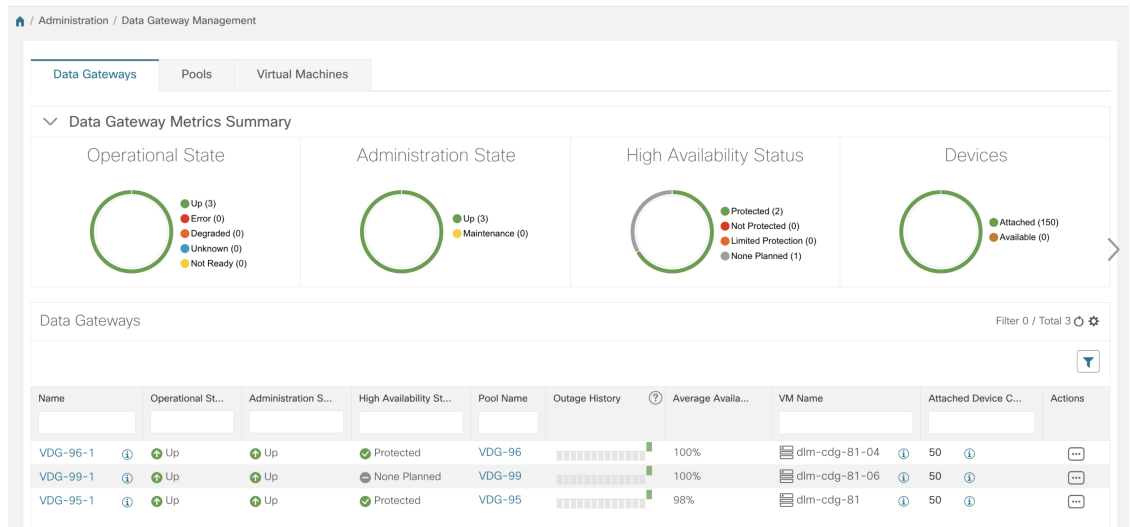 / Administration / Data Gateway Management
Data Gateways Pools Virtual Machines
Data Gateway Metrics Summary
Operational State
Up (3)
Error (0)
Degraded (0)
Unknown (0)
Not Ready (0)
Administration State
Up (3)
Maintenance (0)
High Availability Status
Protected (2)
Not Protected (0)
Limited Protection (0)
None Planned (1)
Devices
Attached (150)
Available (0)
Data Gateways Filter 0 / Total 3
Name Operational St... Administration S... High Availability St... Pool Name Outage History ? Average Availa... VM Name Attached Device C... Actions
VDG-96-1 Up Up Protected VDG-96 100% dlm-cdg-81-04 50
VDG-99-1 Up Up None Planned VDG-99 100% dlm-cdg-81-06 50
VDG-95-1 Up Up Protected VDG-95 98% dlm-cdg-81 50